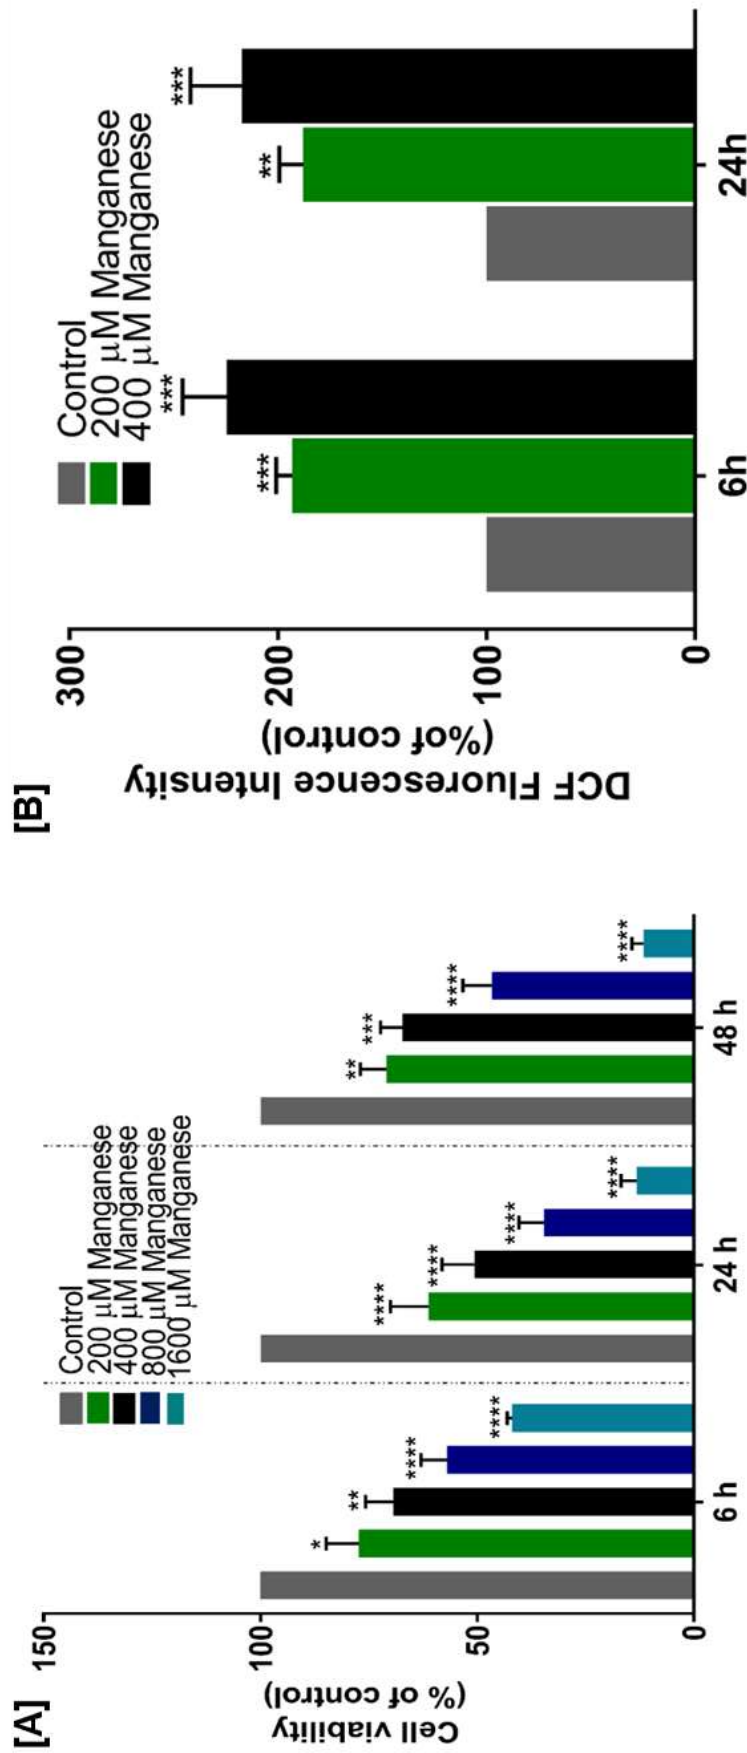 [A]
Cell viability
(% of control)
150
100
50
0
Control
200 μM Manganese
400 μM Manganese
800 μM Manganese
1600 μM Manganese
*
**
****
****
****
****
****
****
**
***
****
****
6 h
24 h
48 h
[B]
DCF Fluorescence Intensity
(%of control)
300
200
100
0
Control
200 μM Manganese
400 μM Manganese
***
***
**
***
6h
24h